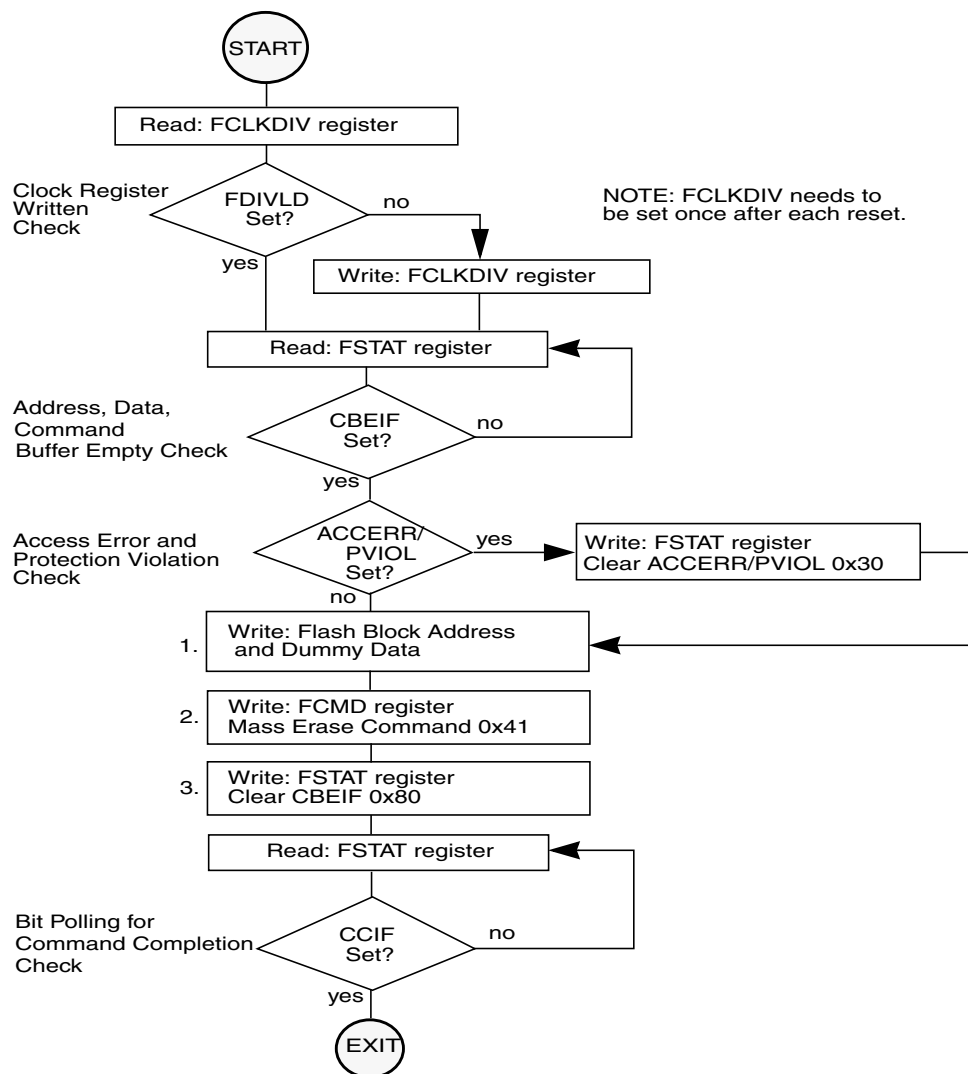 START
Read: FCLKDIV register
Clock Register
Written
Check
FDIVLD
Set?
no
yes
NOTE: FCLKDIV needs to
be set once after each reset.
Write: FCLKDIV register
Read: FSTAT register
Address, Data,
Command
Buffer Empty Check
CBEIF
Set?
no
yes
Access Error and
Protection Violation
Check
ACCERR/
PVIOL
Set?
yes
no
Write: FSTAT register
Clear ACCERR/PVIOL 0x30
1.
Write: Flash Block Address
and Dummy Data
2.
Write: FCMD register
Mass Erase Command 0x41
3.
Write: FSTAT register
Clear CBEIF 0x80
Read: FSTAT register
Bit Polling for
Command Completion
Check
CCIF
Set?
no
yes
EXIT